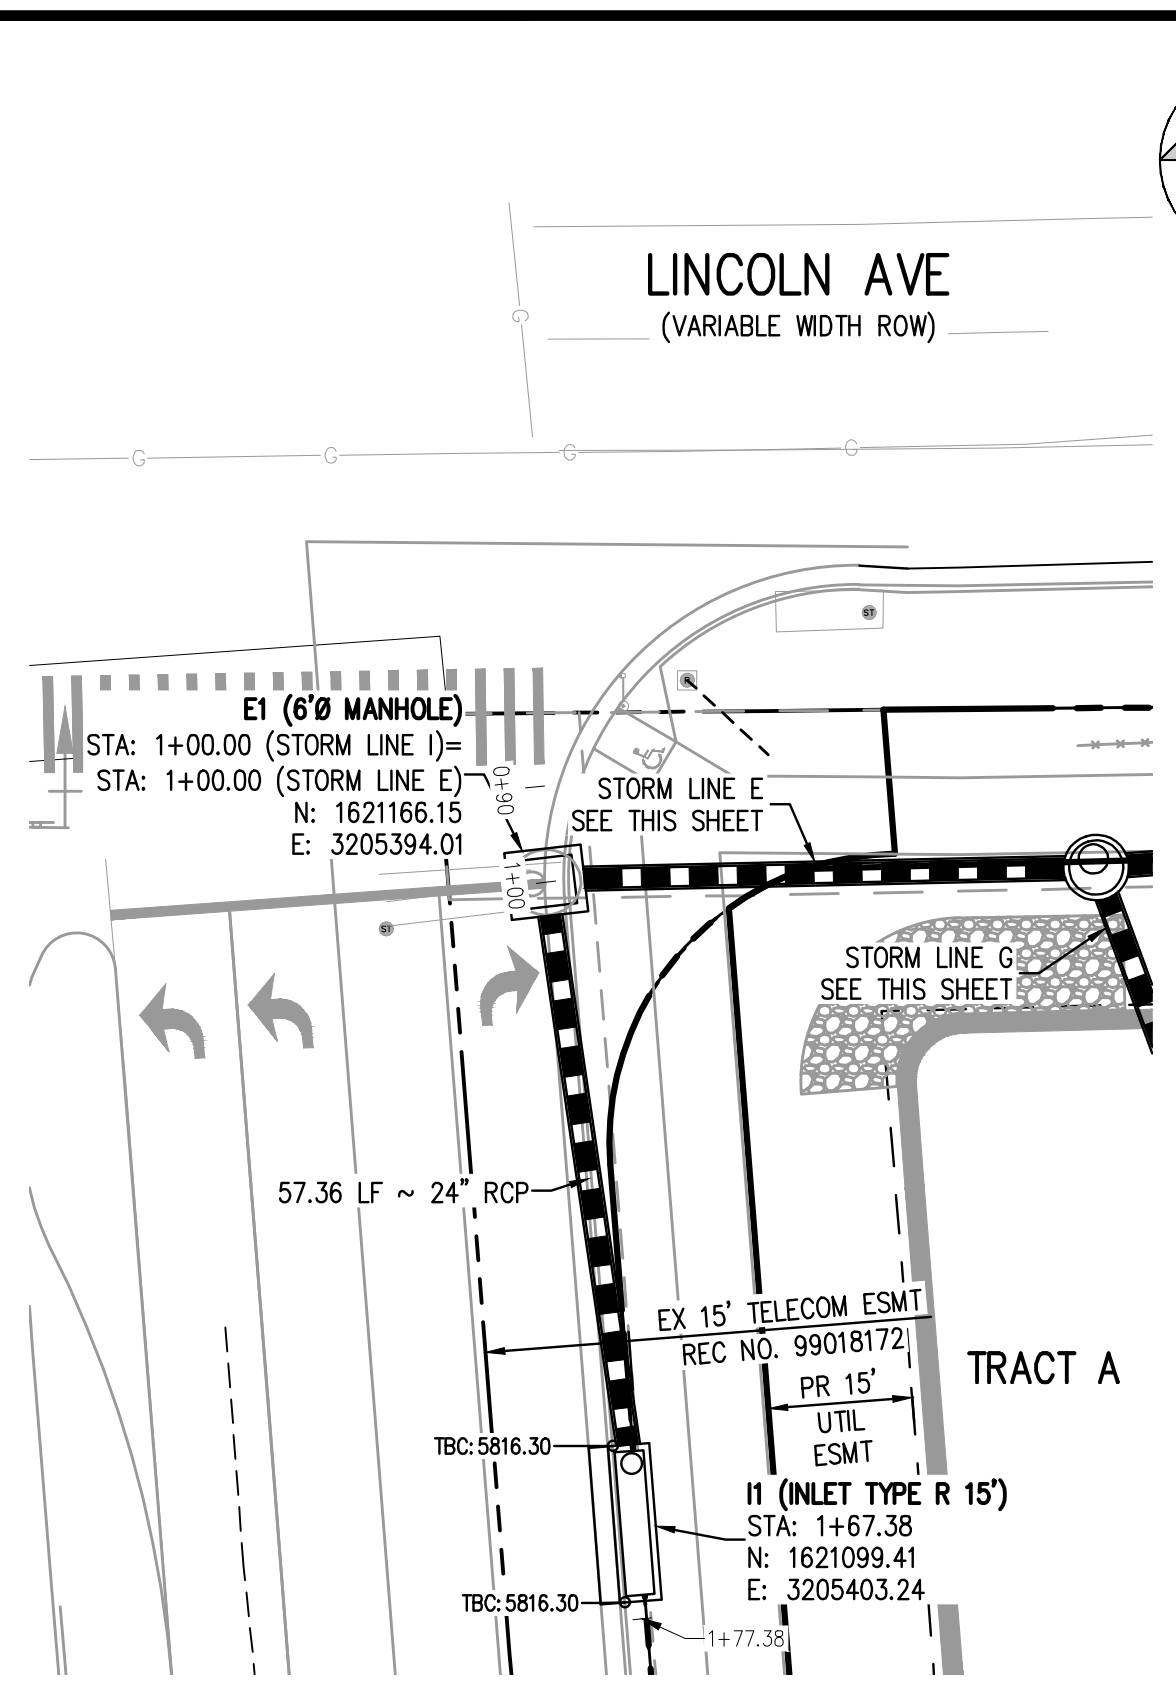 LINCOLN AVE
(VARIABLE WIDTH ROW)
G
G
G
G
G
ST
E1 (6'Ø MANHOLE)
STA: 1+00.00 (STORM LINE I)=
STA: 1+00.00 (STORM LINE E)
N: 1621166.15
E: 3205394.01
0+90
1+00
STORM LINE E
SEE THIS SHEET
ST
STORM LINE G
SEE THIS SHEET
57.36 LF ~ 24" RCP
EX 15' TELECOM ESMT
REC NO. 99018172
TRACT A
PR 15'
UTIL
ESMT
TBC: 5816.30
I1 (INLET TYPE R 15')
STA: 1+67.38
N: 1621099.41
E: 3205403.24
TBC: 5816.30
1+77.38